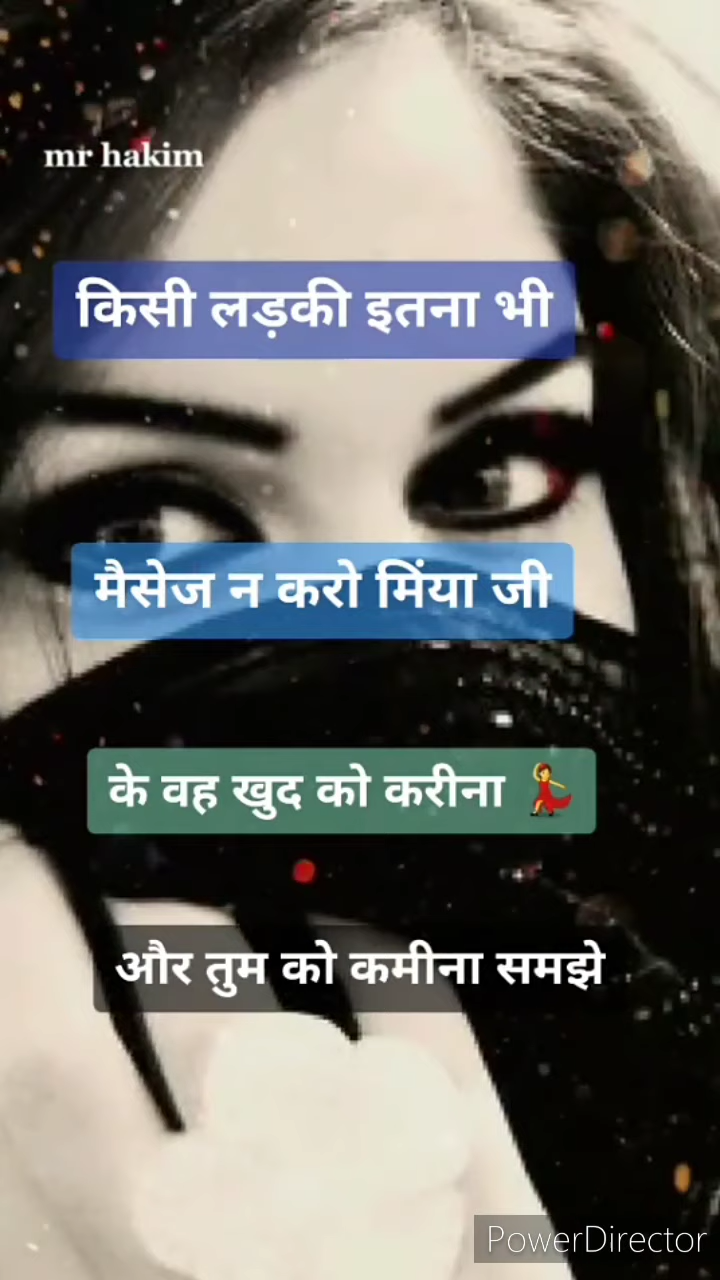 mr hakim
किसी लड़की इतना भी
मैसेज न करो मिंया जी
के वह खुद को करीना 💃
और तुम को कमीना समझे
PowerDirector